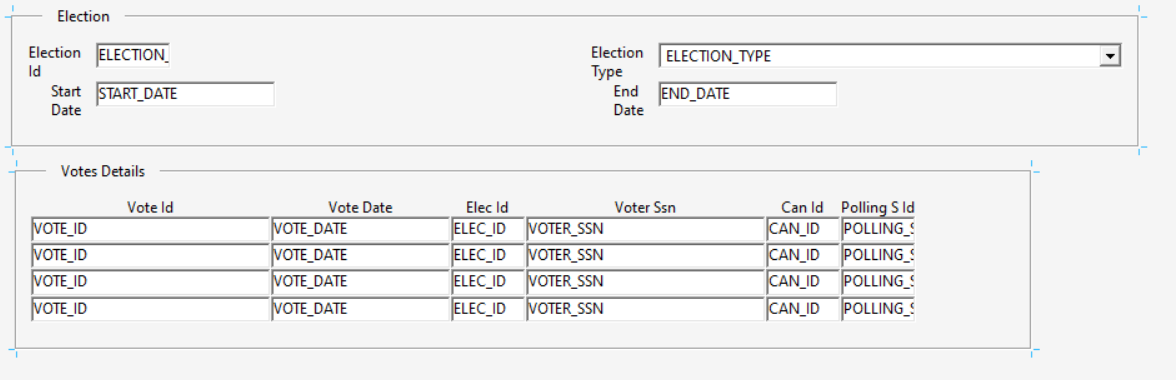 Election
Election Id ELECTION_ Election Type ELECTION_TYPE
Start Date START_DATE End Date END_DATE
Votes Details
Vote Id Vote Date Elec Id Voter Ssn Can Id Polling S Id
VOTE_ID VOTE_DATE ELEC_ID VOTER_SSN CAN_ID POLLING_S
VOTE_ID VOTE_DATE ELEC_ID VOTER_SSN CAN_ID POLLING_S
VOTE_ID VOTE_DATE ELEC_ID VOTER_SSN CAN_ID POLLING_S
VOTE_ID VOTE_DATE ELEC_ID VOTER_SSN CAN_ID POLLING_S